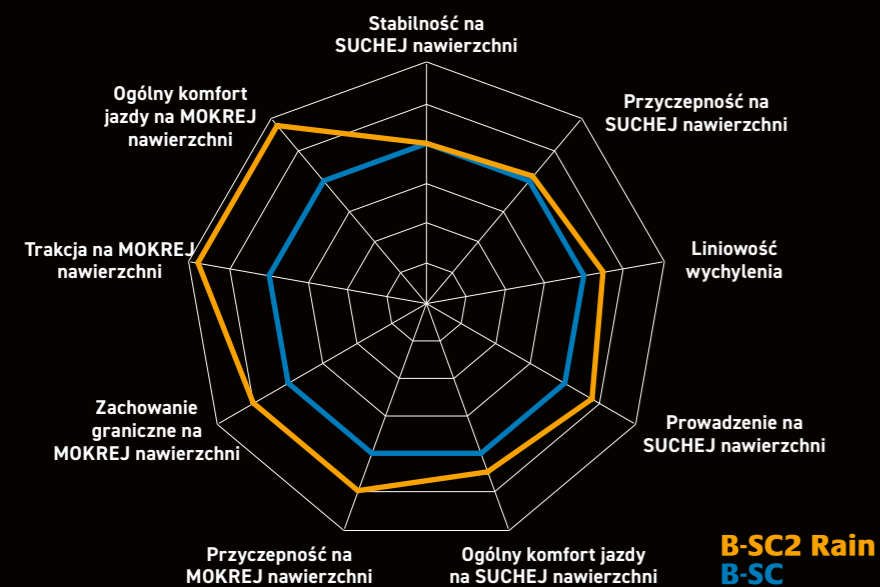 Stabilność na
SUCHEJ nawierzchni
Przyczepność na
SUCHEJ nawierzchni
Liniowość
wychylenia
Prowadzenie na
SUCHEJ nawierzchni
Ogólny komfort jazdy
na SUCHEJ nawierzchni
Przyczepność na
MOKREJ nawierzchni
Zachowanie
graniczne na
MOKREJ nawierzchni
Trakcja na MOKREJ
nawierzchni
Ogólny komfort
jazdy na MOKREJ
nawierzchni
B-SC2 Rain
B-SC